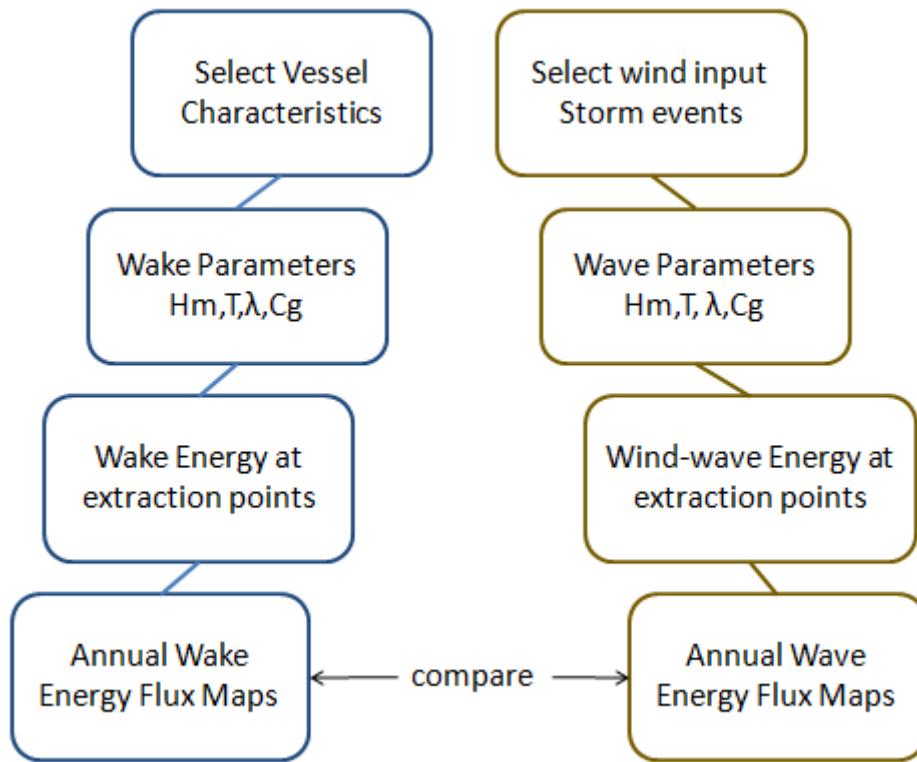 Select Vessel
Characteristics
Select wind input
Storm events
Wake Parameters
Hm,T,λ,Cg
Wave Parameters
Hm,T, λ,Cg
Wake Energy at
extraction points
Wind-wave Energy at
extraction points
Annual Wake
Energy Flux Maps
compare
Annual Wave
Energy Flux Maps